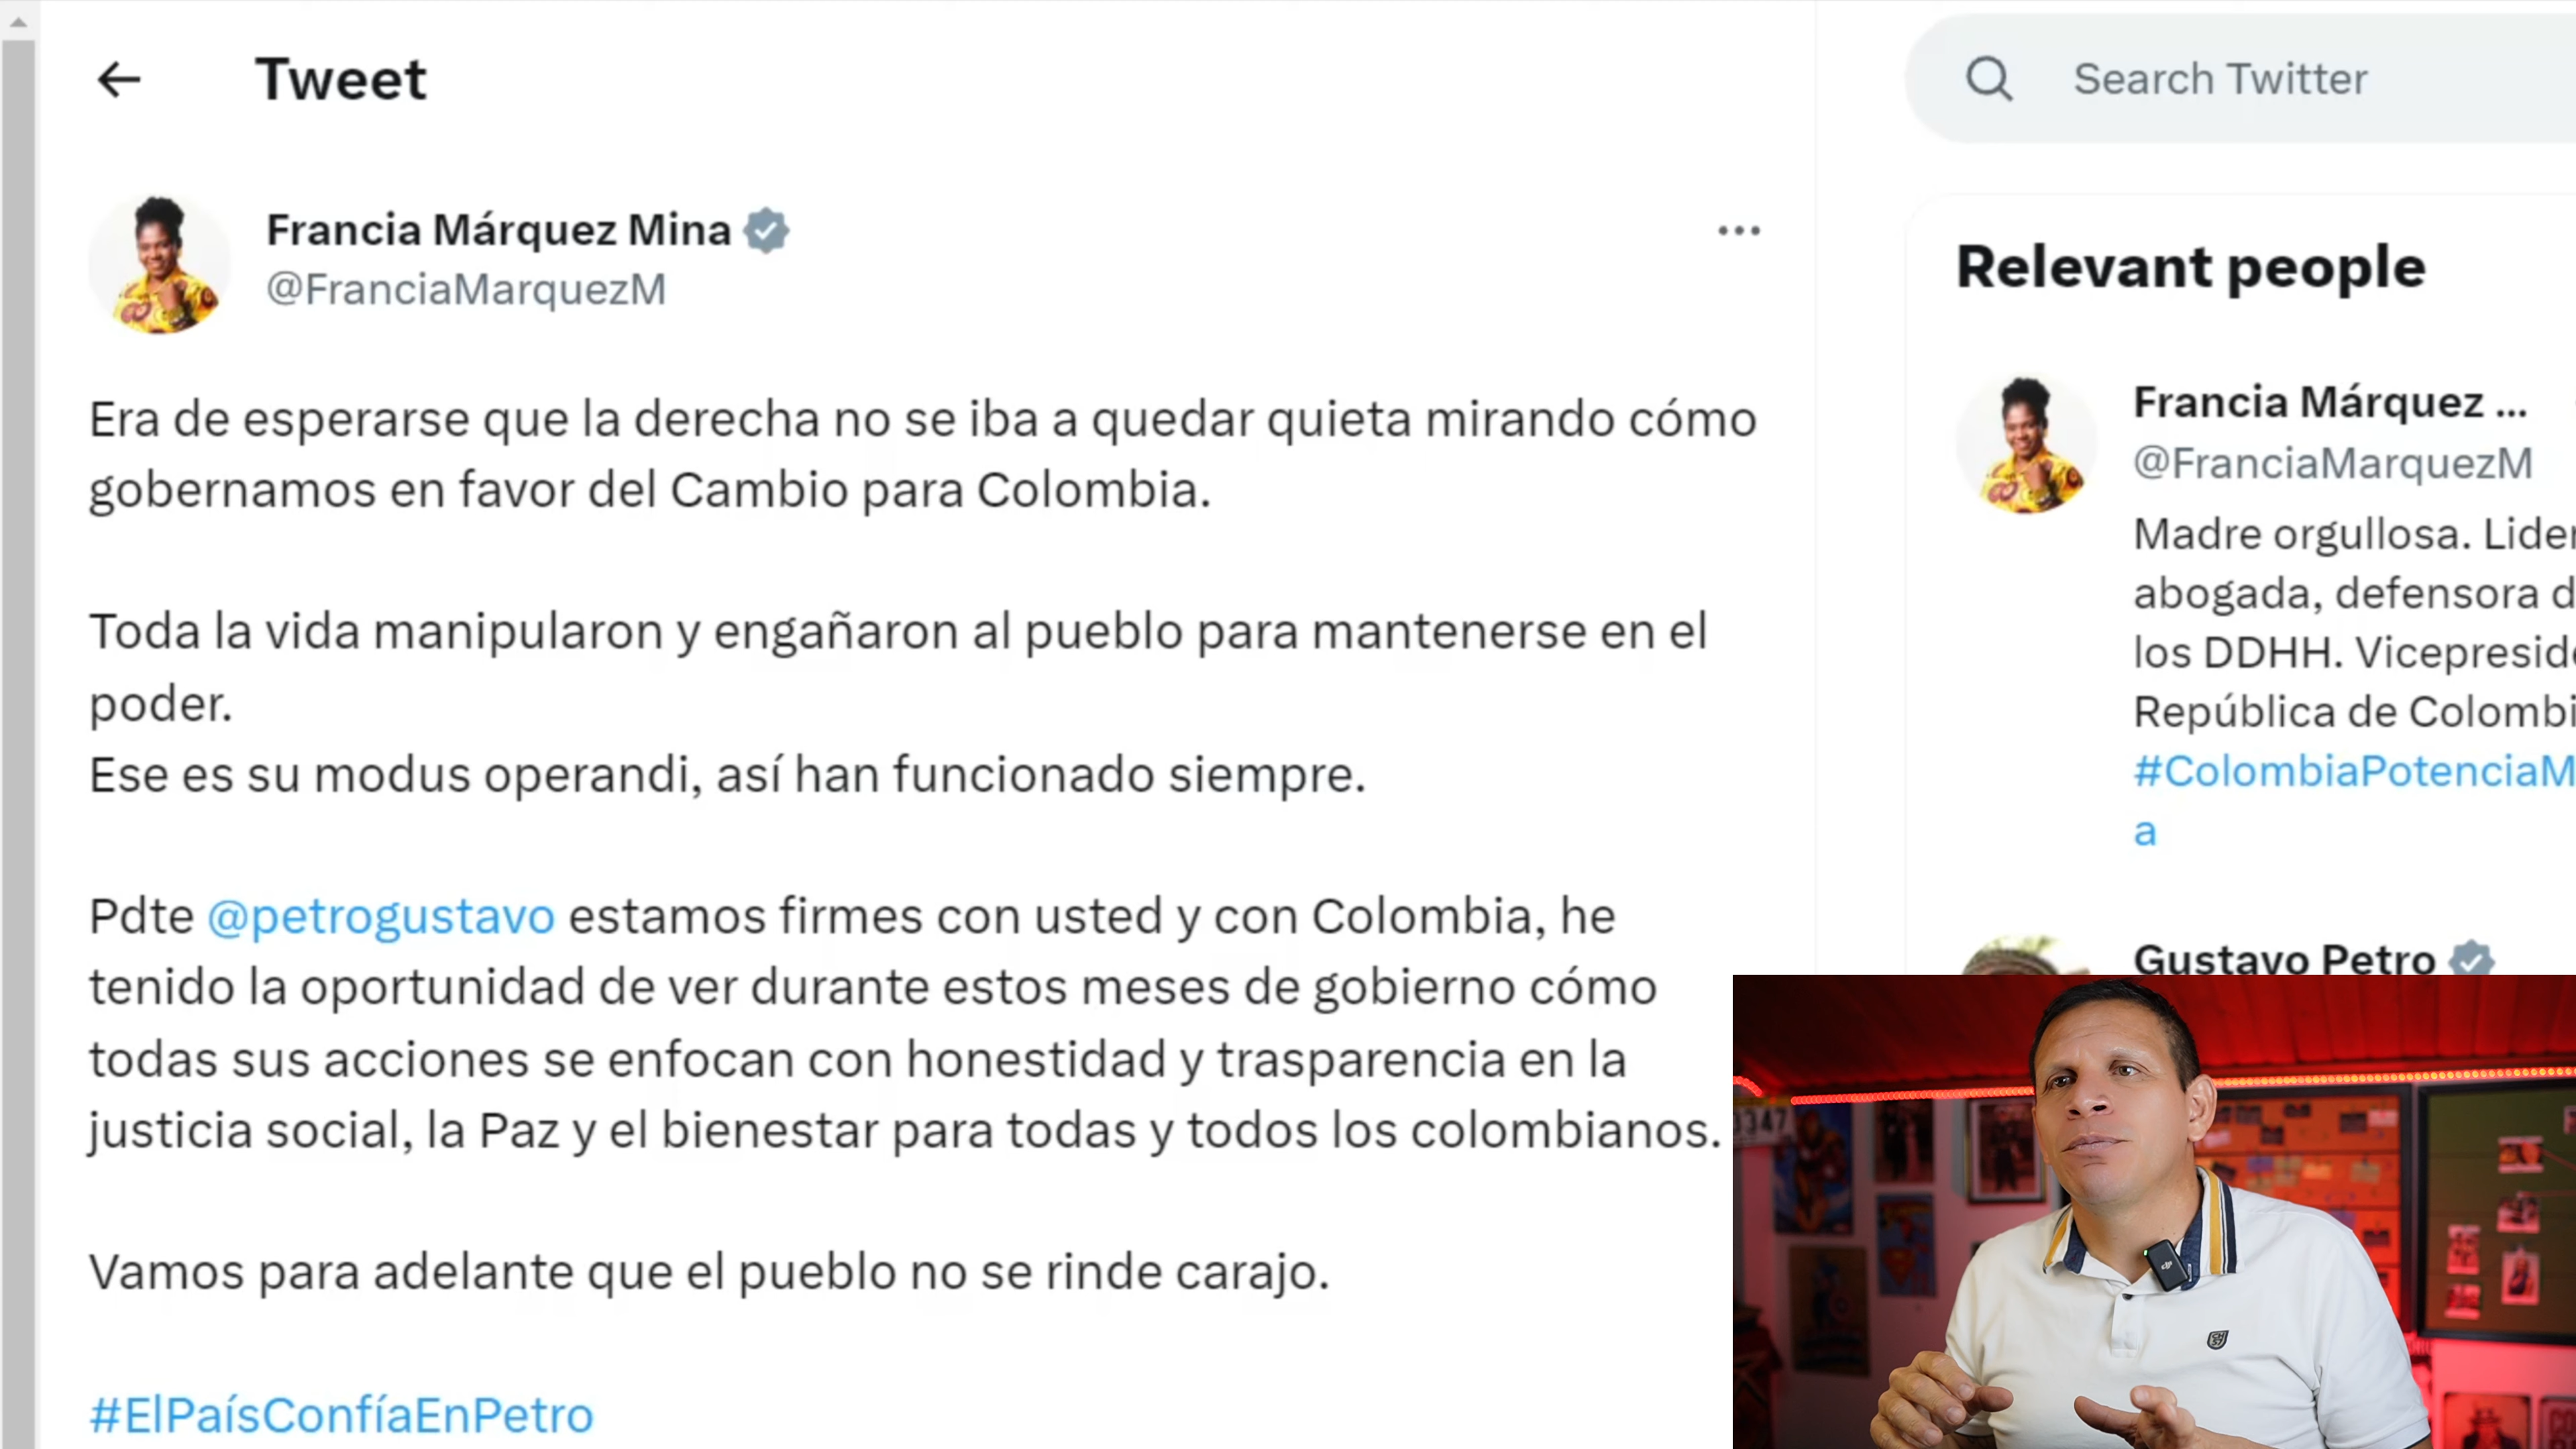 Tweet
Search Twitter
Francia Márquez Mina
@FranciaMarquezM
Era de esperarse que la derecha no se iba a quedar quieta mirando cómo
gobernamos en favor del Cambio para Colombia.
Toda la vida manipularon y engañaron al pueblo para mantenerse en el
poder.
Ese es su modus operandi, así han funcionado siempre.
Pdte @petrogustavo estamos firmes con usted y con Colombia, he
tenido la oportunidad de ver durante estos meses de gobierno cómo
todas sus acciones se enfocan con honestidad y trasparencia en la
justicia social, la Paz y el bienestar para todas y todos los colombianos.
Vamos para adelante que el pueblo no se rinde carajo.
#ElPaísConfíaEnPetro
Relevant people
Francia Márquez ...
@FranciaMarquezM
Madre orgullosa. Lider
abogada, defensora d
los DDHH. Vicepreside
República de Colombi
#ColombiaPotenciaM
a
Gustavo Petro
3347